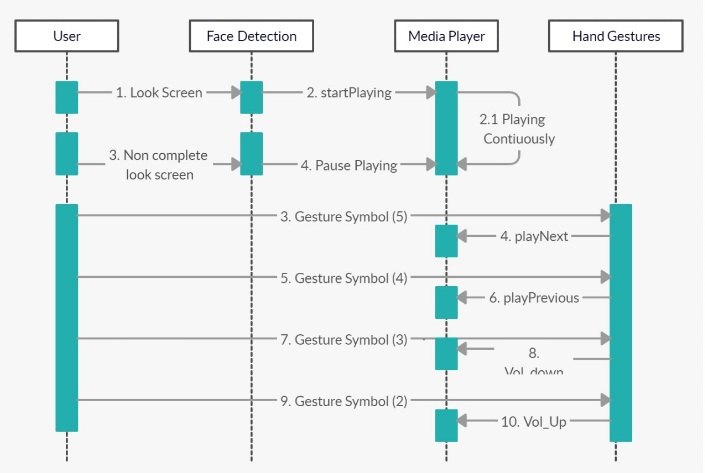 User
Face Detection
Media Player
Hand Gestures
1. Look Screen
2. startPlaying
2.1 Playing
Contiuously
3. Non complete
look screen
4. Pause Playing
3. Gesture Symbol (5)
4. playNext
5. Gesture Symbol (4)
6. playPrevious
7. Gesture Symbol (3)
8.
Vol_down
9. Gesture Symbol (2)
10. Vol_Up